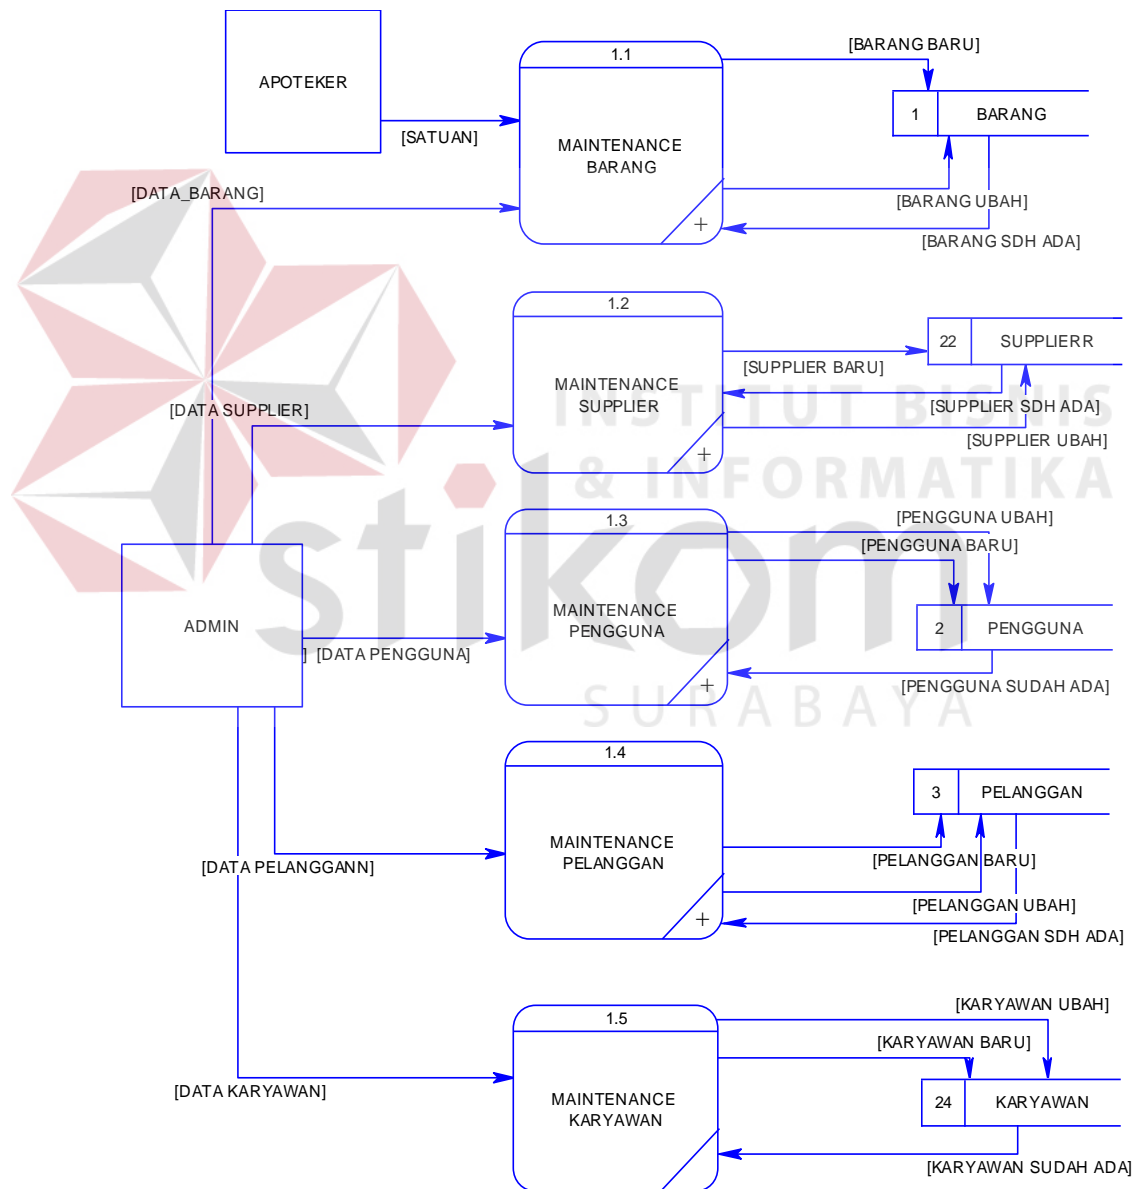 APOTEKER
[SATUAN]
[DATA_BARANG]
1.1
MAINTENANCE
BARANG
+
[BARANG BARU]
1 BARANG
[BARANG UBAH]
[BARANG SDH ADA]
1.2
MAINTENANCE
SUPPLIER
+
22 SUPPLIERR
[SUPPLIER BARU]
[SUPPLIER SDH ADA]
[SUPPLIER UBAH]
[DATA SUPPLIER]
INSTITUT BISNIS
& INFORMATIKA
stikom
SURABAYA
ADMIN
] [DATA PENGGUNA]
1.3
MAINTENANCE
PENGGUNA
+
[PENGGUNA UBAH]
[PENGGUNA BARU]
2 PENGGUNA
[PENGGUNA SUDAH ADA]
1.4
MAINTENANCE
PELANGGAN
+
3 PELANGGAN
[PELANGGAN BARU]
[PELANGGAN UBAH]
[PELANGGAN SDH ADA]
[DATA PELANGGANN]
1.5
MAINTENANCE
KARYAWAN
[KARYAWAN UBAH]
[KARYAWAN BARU]
24 KARYAWAN
[KARYAWAN SUDAH ADA]
[DATA KARYAWAN]